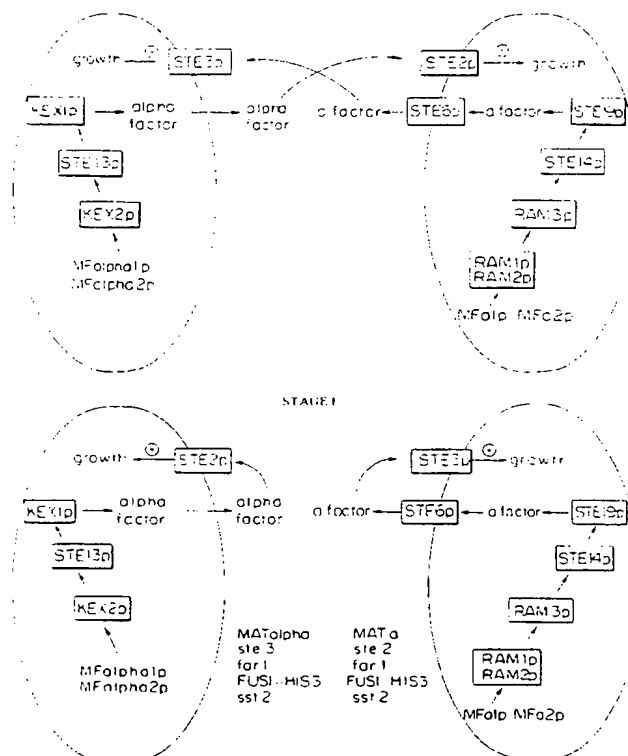 growth
STE3p
STE2p
growth
KEX1p
alpha
factor
alpha
factor
a factor
STE6p
a factor
STE13p
STE14p
KEX2p
RAM3p
MFalpha1p
MFalpha2p
RAM1p
RAM2p
MFa1p MFa2p
STAGE I
growth
STE2p
STE3p
growth
KEX1p
alpha
factor
alpha
factor
a factor
STE6p
a factor
STE13p
STE14p
KEX2p
RAM3p
MFalpha1p
MFalpha2p
RAM1p
RAM2p
MFa1p MFa2p
MATalpha
ste 3
far 1
FUS1-HIS3
sst 2
MATa
ste 2
far 1
FUS1-HIS3
sst 2